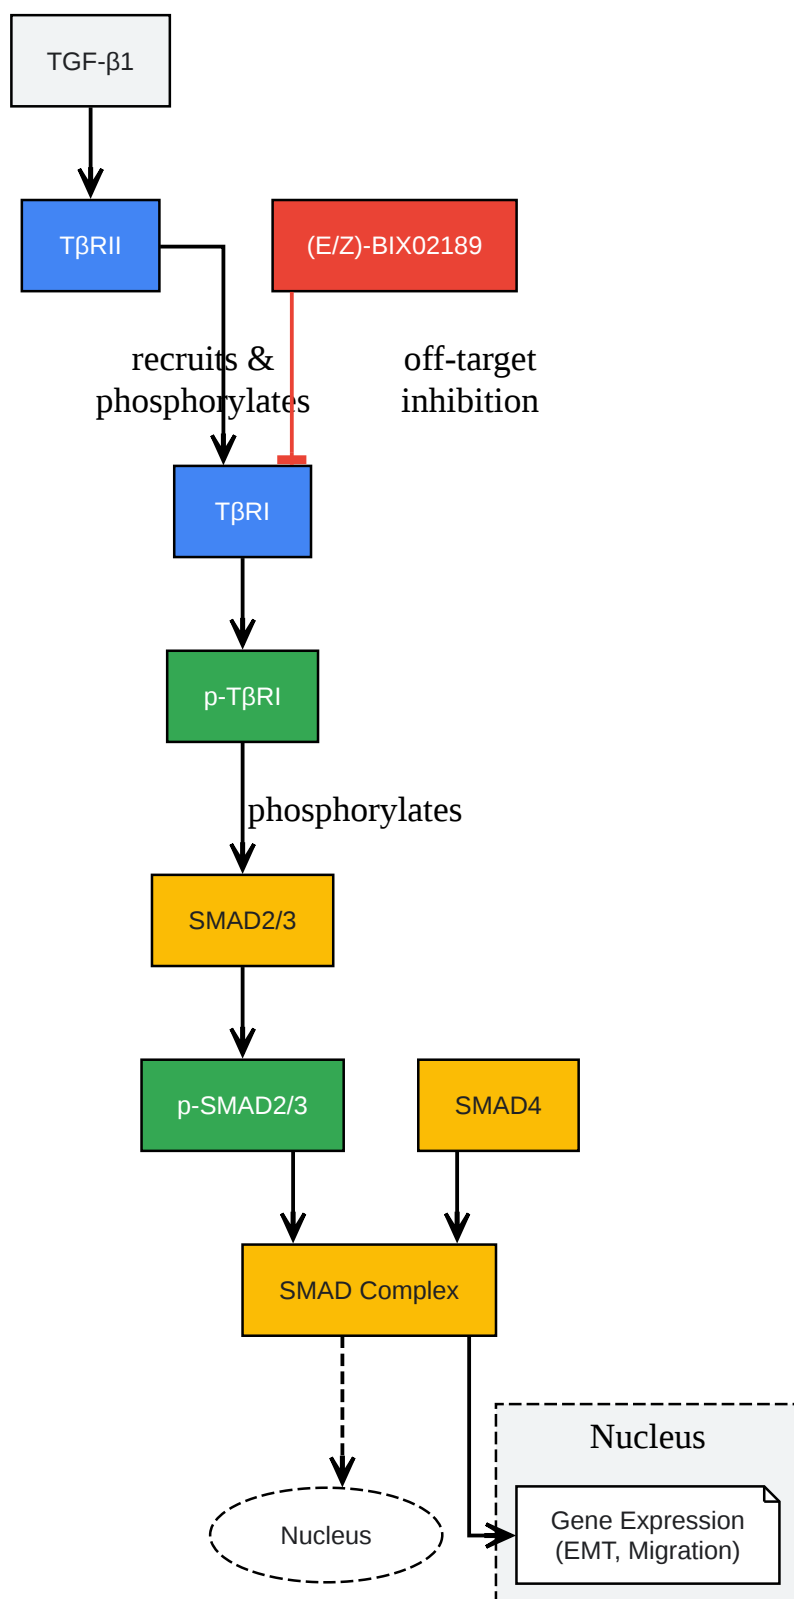 TGF-β1
TβRII
(E/Z)-BIX02189
recruits &
phosphorylates
off-target
inhibition
TβRI
p-TβRI
phosphorylates
SMAD2/3
p-SMAD2/3
SMAD4
SMAD Complex
Nucleus
Nucleus
Gene Expression
(EMT, Migration)